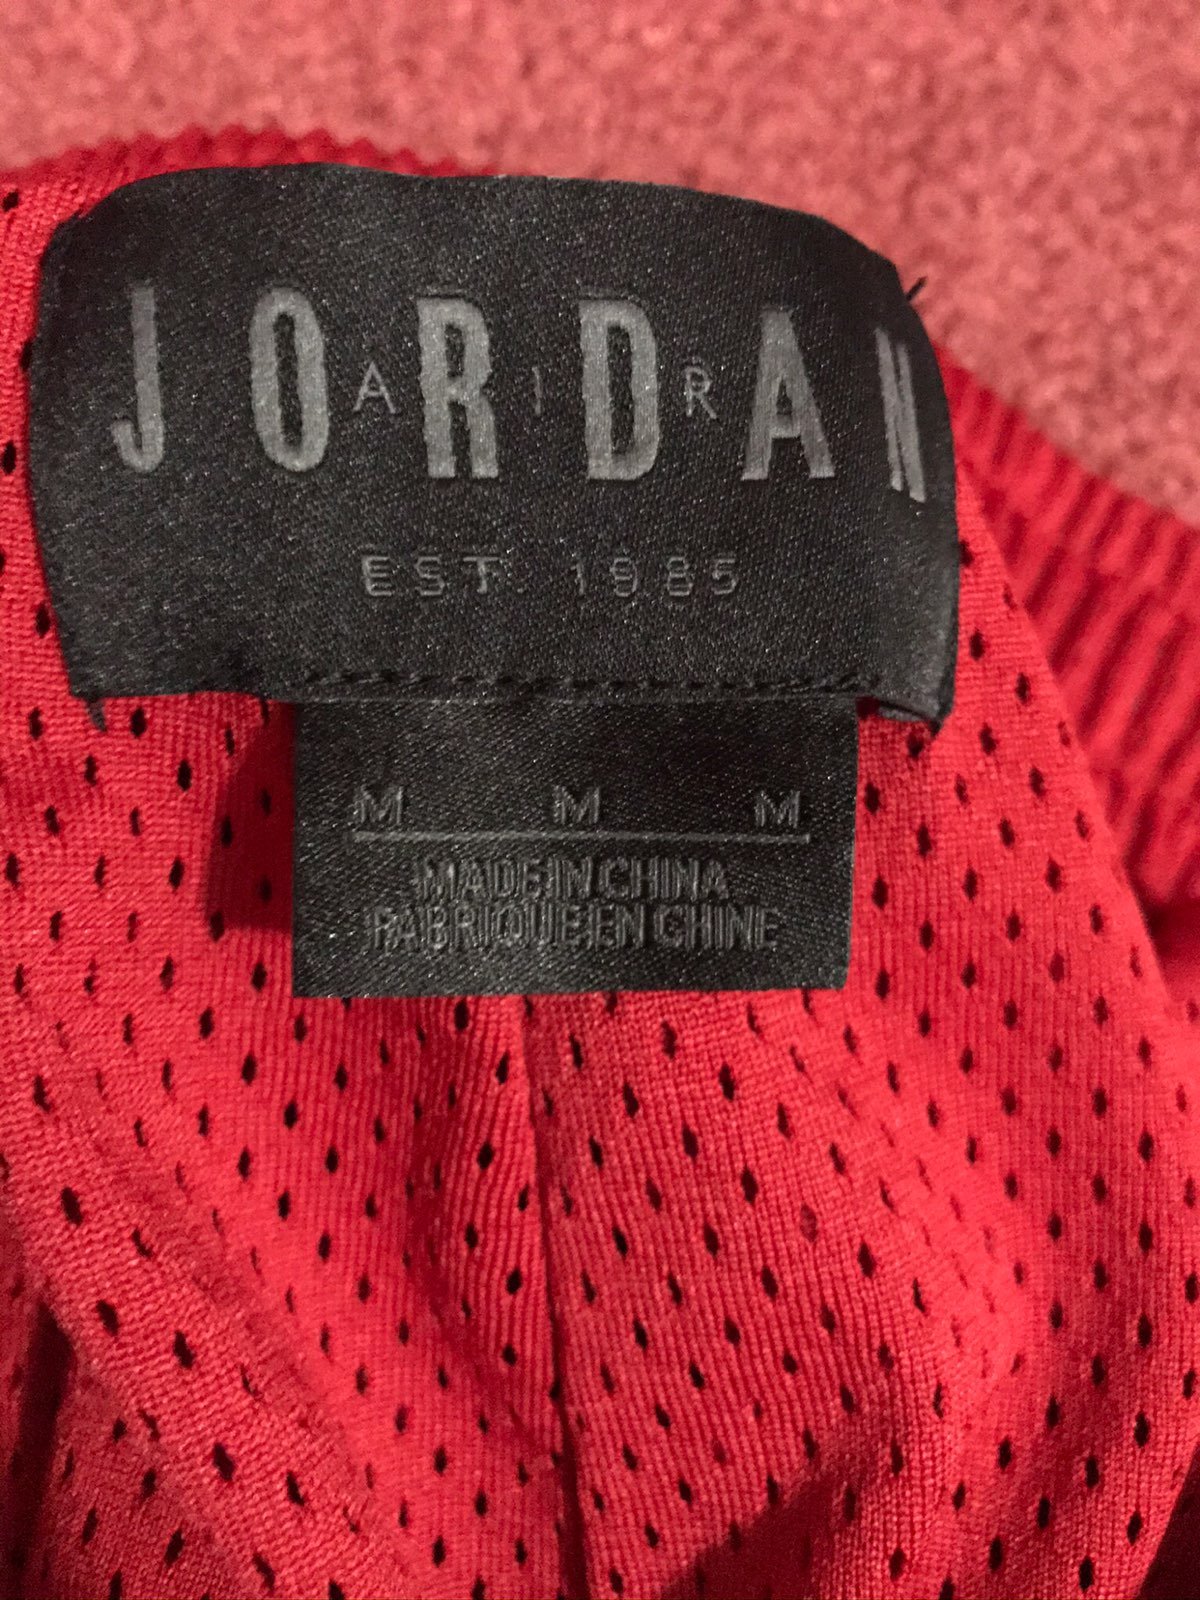 JORDAN
AIR
EST. 1985
M M M
MADE IN CHINA
FABRIQUE EN CHINE